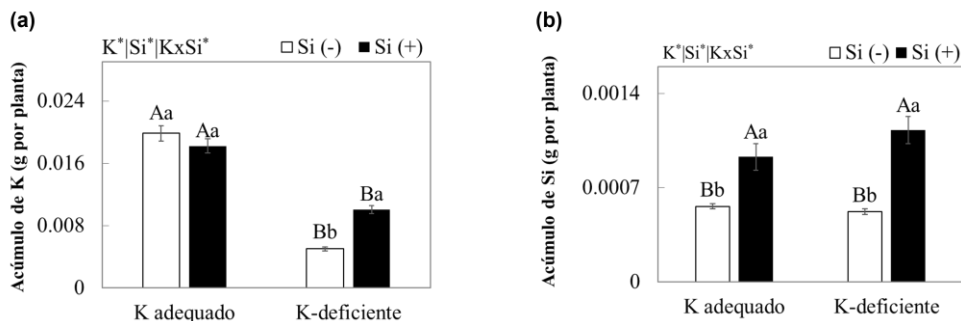 (a)
K*|Si*|KxSi*
Si (-)
Si (+)
Acúmulo de K (g por planta)
0.024
0.016
0.008
0
Aa
Aa
Bb
Ba
K adequado
K-deficiente
(b)
K*|Si*|KxSi*
Si (-)
Si (+)
Acúmulo de Si (g por planta)
0.0014
0.0007
0
Bb
Aa
Bb
Aa
K adequado
K-deficiente